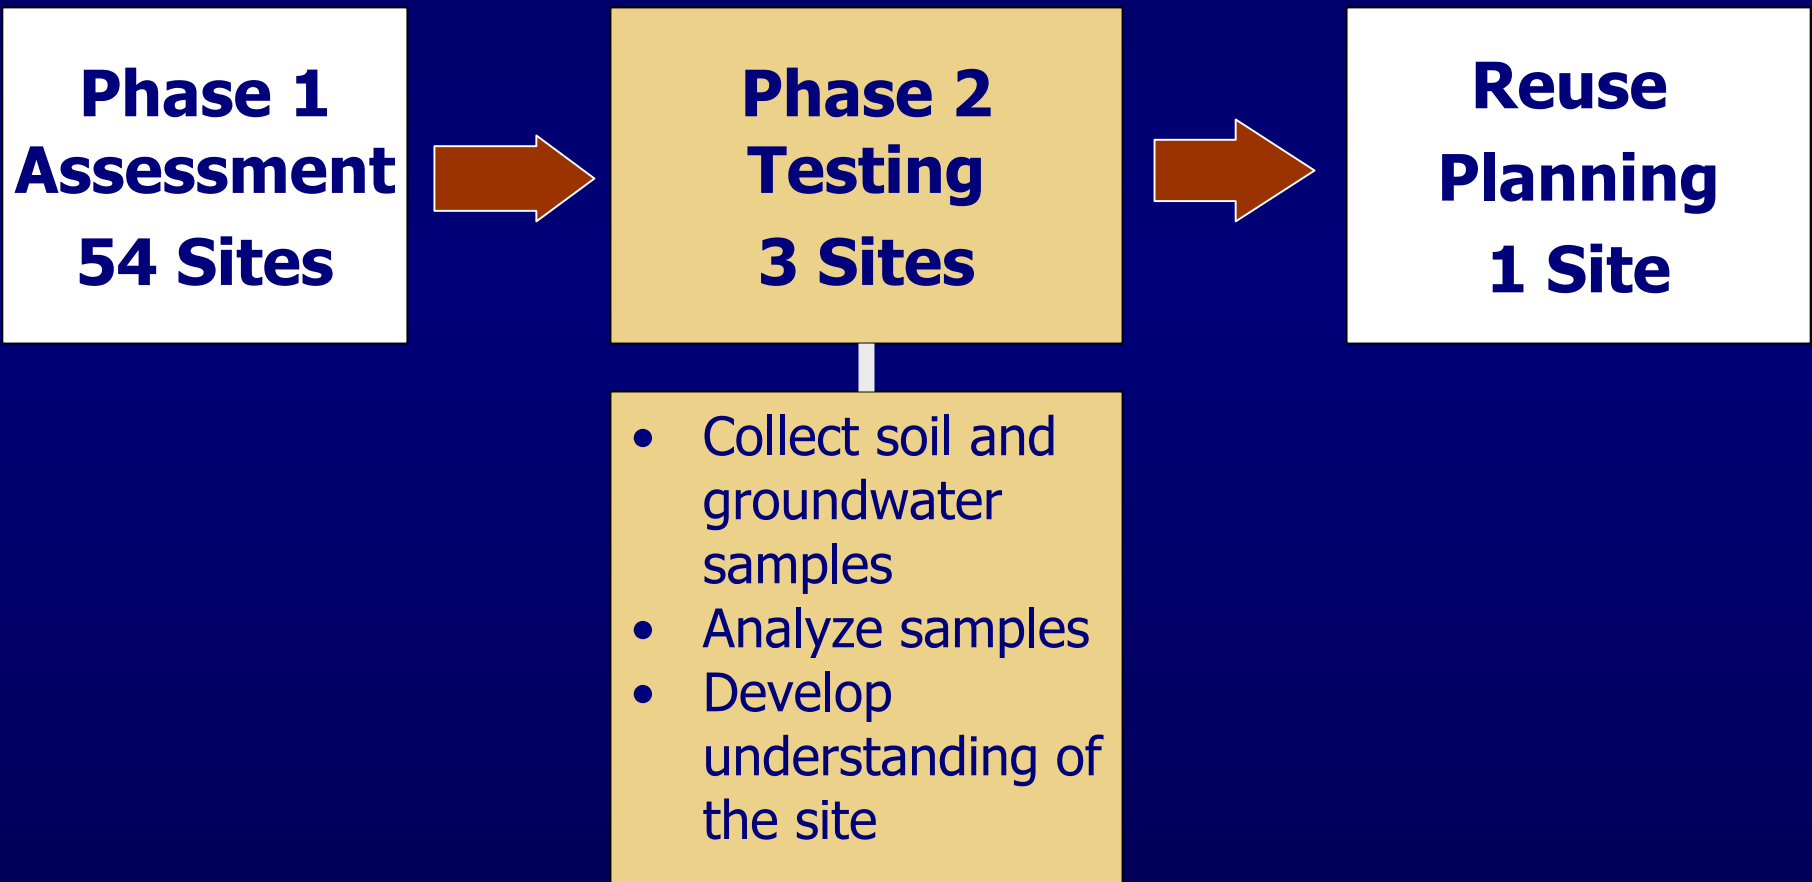 Phase 1
Assessment
54 Sites
Phase 2
Testing
3 Sites
Reuse
Planning
1 Site
• Collect soil and
groundwater
samples
• Analyze samples
• Develop
understanding of
the site